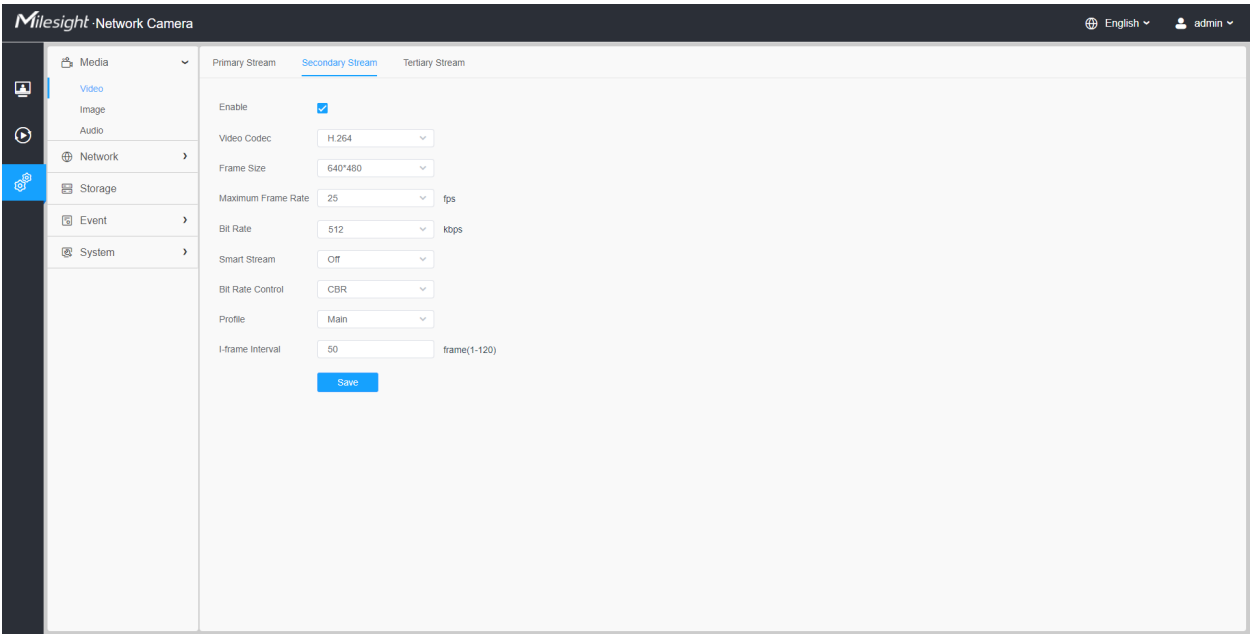 Milesight·Network Camera
English
admin
Media
Video
Image
Audio
Network
Storage
Event
System
Primary Stream Secondary Stream Tertiary Stream
Enable
Video Codec H.264
Frame Size 640*480
Maximum Frame Rate 25 fps
Bit Rate 512 kbps
Smart Stream Off
Bit Rate Control CBR
Profile Main
I-frame Interval 50 frame(1-120)
Save